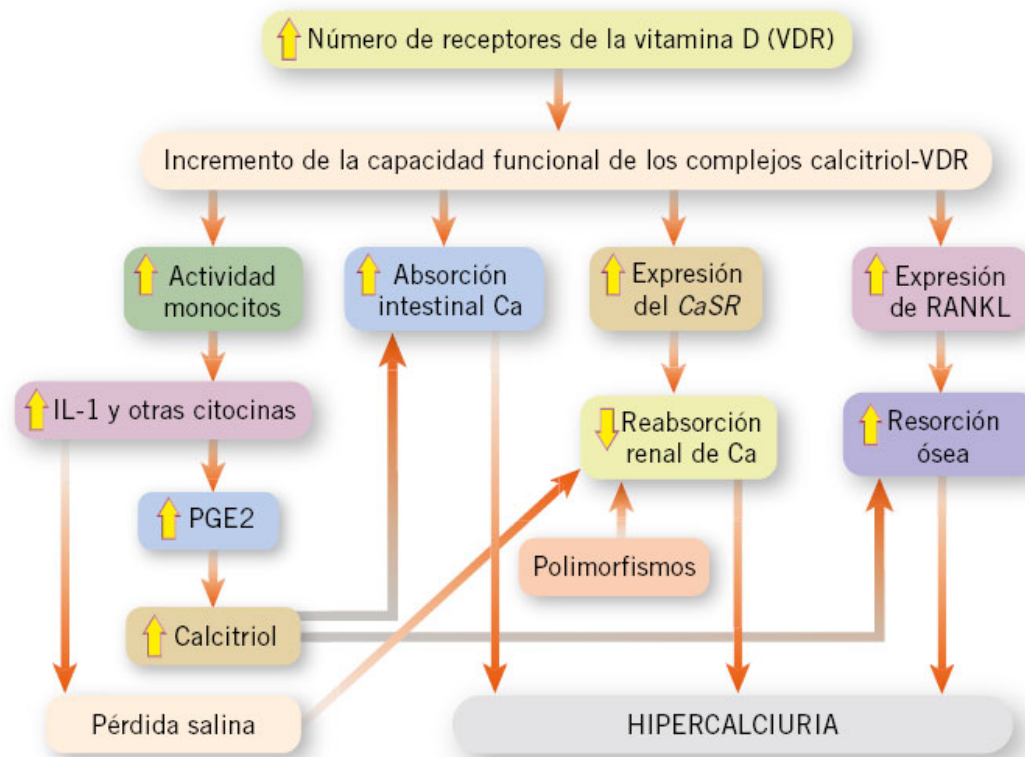 Número de receptores de la vitamina D (VDR)
Incremento de la capacidad funcional de los complejos calcitriol-VDR
Actividad
monocitos
Absorción
intestinal Ca
Expresión
del CaSR
Expresión
de RANKL
IL-1 y otras citocinas
Reabsorción
renal de Ca
Resorción
ósea
PGE2
Polimorfismos
Calcitriol
Pérdida salina
HIPERCALCIURIA